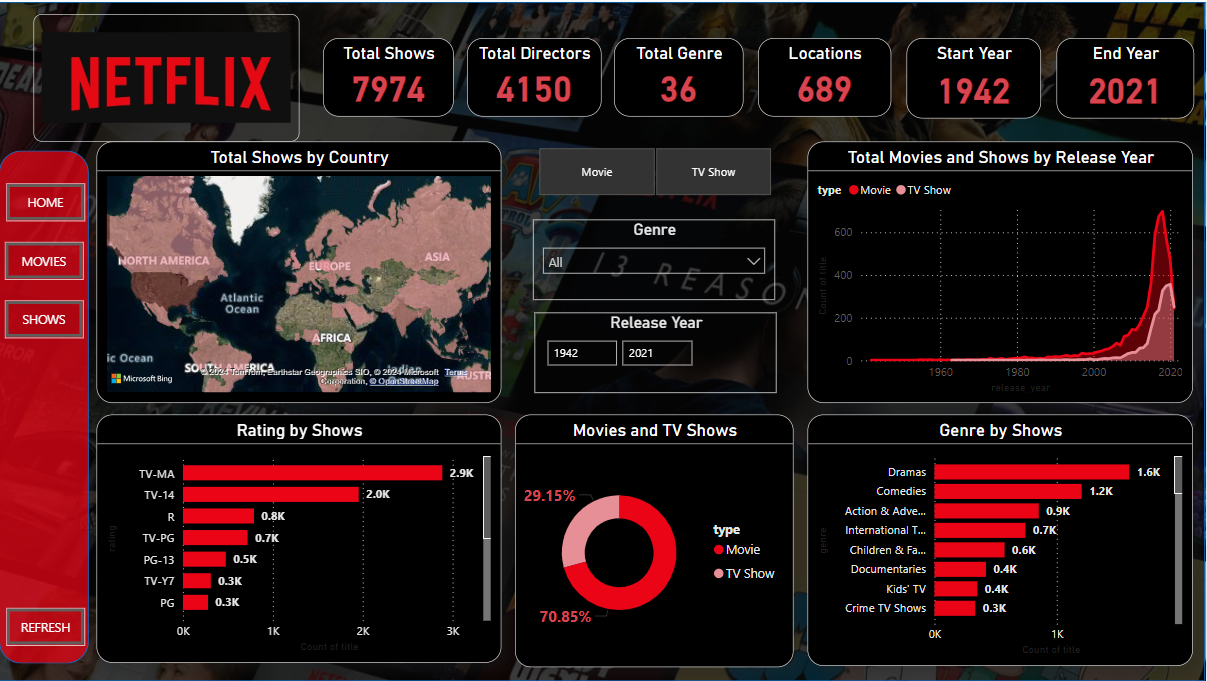 NETFLIX
Total Shows
7974
Total Directors
4150
Total Genre
36
Locations
689
Start Year
1942
End Year
2021
HOME
MOVIES
SHOWS
REFRESH
Total Shows by Country
NORTH AMERICA
EUROPE
ASIA
Atlantic
Ocean
AFRICA
ic Ocean
SOUTH AMERICA
Indian
AUSTR
Microsoft Bing
© 2024 TomTom, Earthstar Geographics SIO, © 2024 Microsoft Terms
Corporation, © OpenStreetMap
Movie
TV Show
Genre
All
13 REASON
Release Year
1942
2021
Total Movies and Shows by Release Year
type Movie TV Show
Count of title
600
400
200
0
1960 1980 2000 2020
release_year
Rating by Shows
rating
TV-MA 2.9K
TV-14 2.0K
R 0.8K
TV-PG 0.7K
PG-13 0.5K
TV-Y7 0.3K
PG 0.3K
0K 1K 2K 3K
Count of title
Movies and TV Shows
29.15%
70.85%
type
Movie
TV Show
Genre by Shows
genre
Dramas 1.6K
Comedies 1.2K
Action & Adve... 0.9K
International T... 0.7K
Children & Fa... 0.6K
Documentaries 0.4K
Kids' TV 0.4K
Crime TV Shows 0.3K
0K 1K
Count of title